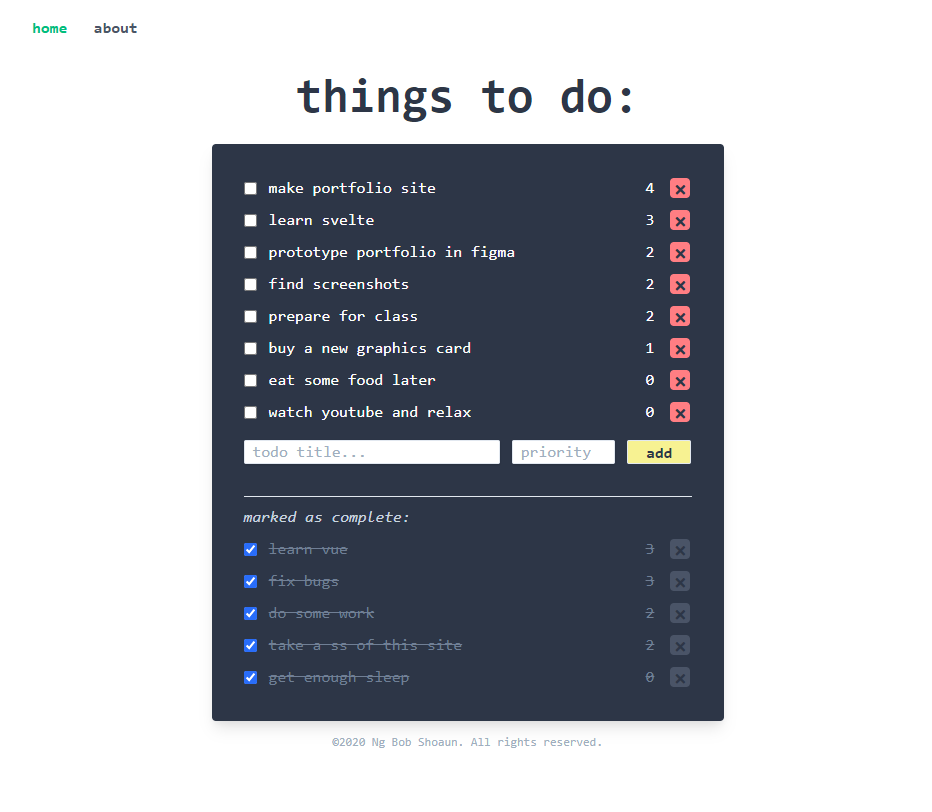 home about
things to do:
make portfolio site 4
learn svelte 3
prototype portfolio in figma 2
find screenshots 2
prepare for class 2
buy a new graphics card 1
eat some food later 0
watch youtube and relax 0
todo title... priority add
marked as complete:
learn vue 3
fix bugs 3
do some work 2
take a ss of this site 2
get enough sleep 0
©2020 Ng Bob Shoaun. All rights reserved.